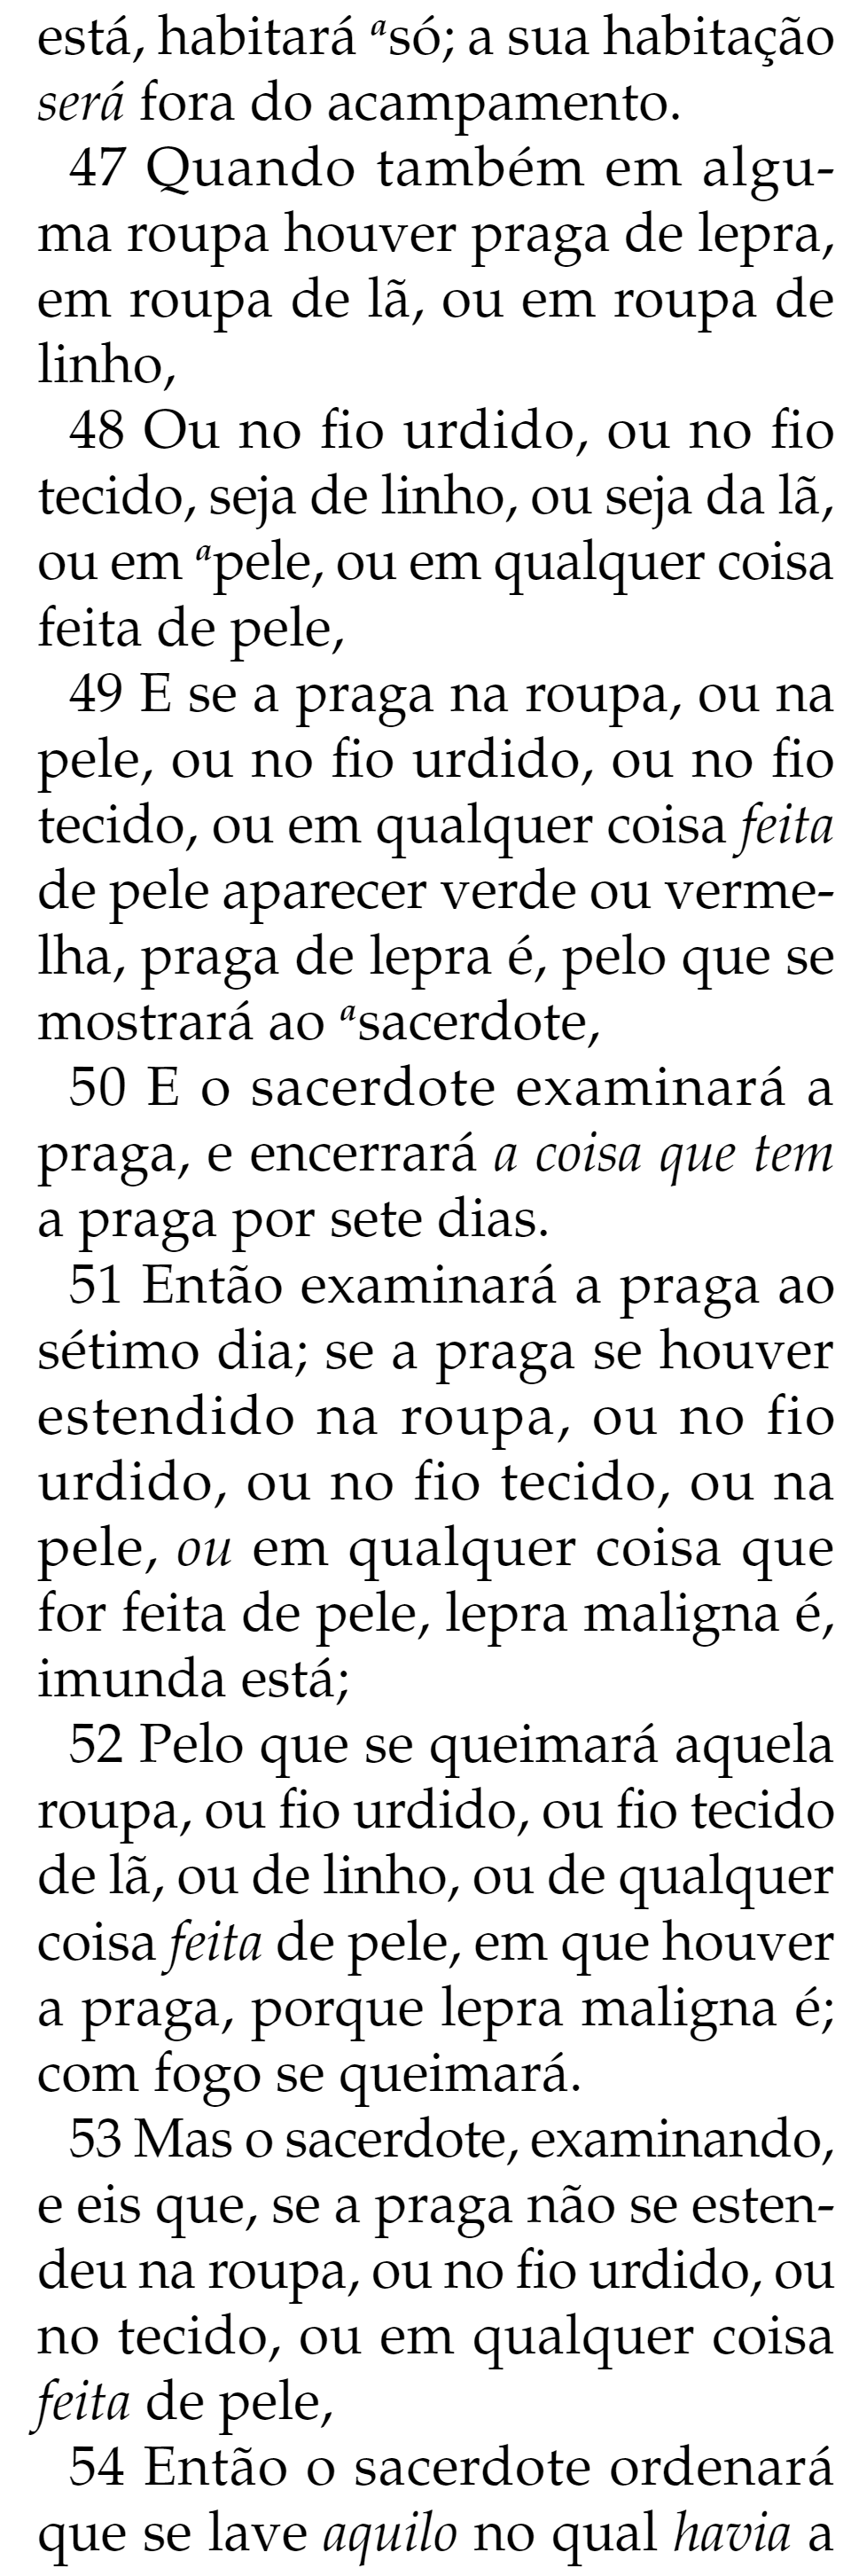 está, habitará ᵃsó; a sua habitação
será fora do acampamento.
47 Quando também em algu-
ma roupa houver praga de lepra,
em roupa de lã, ou em roupa de
linho,
48 Ou no fio urdido, ou no fio
tecido, seja de linho, ou seja da lã,
ou em ᵃpele, ou em qualquer coisa
feita de pele,
49 E se a praga na roupa, ou na
pele, ou no fio urdido, ou no fio
tecido, ou em qualquer coisa feita
de pele aparecer verde ou verme-
lha, praga de lepra é, pelo que se
mostrará ao ᵃsacerdote,
50 E o sacerdote examinará a
praga, e encerrará a coisa que tem
a praga por sete dias.
51 Então examinará a praga ao
sétimo dia; se a praga se houver
estendido na roupa, ou no fio
urdido, ou no fio tecido, ou na
pele, ou em qualquer coisa que
for feita de pele, lepra maligna é,
imunda está;
52 Pelo que se queimará aquela
roupa, ou fio urdido, ou fio tecido
de lã, ou de linho, ou de qualquer
coisa feita de pele, em que houver
a praga, porque lepra maligna é;
com fogo se queimará.
53 Mas o sacerdote, examinando,
e eis que, se a praga não se esten-
deu na roupa, ou no fio urdido, ou
no tecido, ou em qualquer coisa
feita de pele,
54 Então o sacerdote ordenará
que se lave aquilo no qual havia a